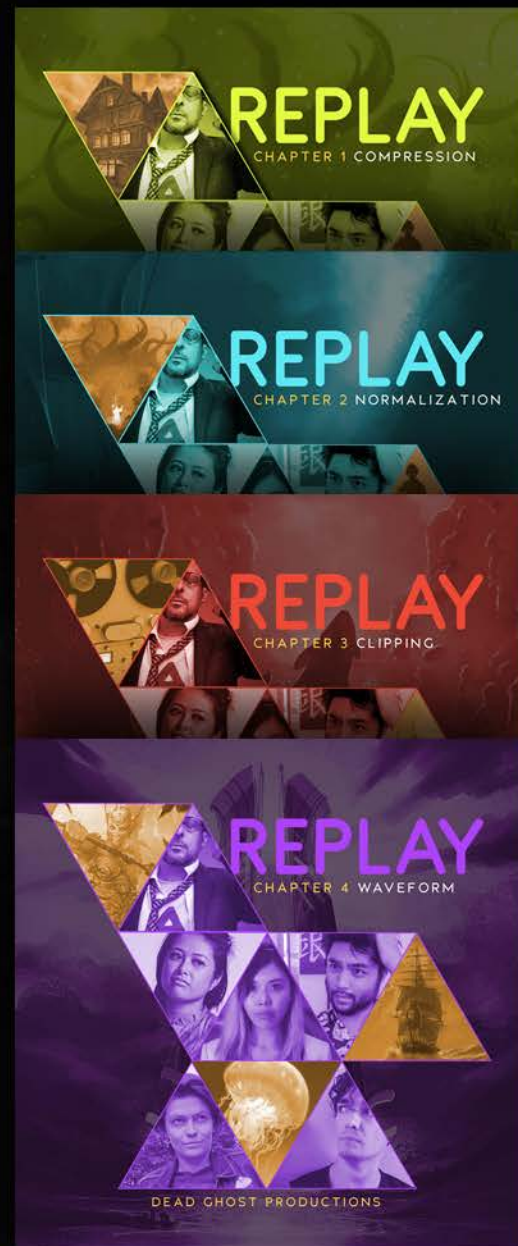 REPLAY
CHAPTER 1 COMPRESSION
REPLAY
CHAPTER 2 NORMALIZATION
REPLAY
CHAPTER 3 CLIPPING
REPLAY
CHAPTER 4 WAVEFORM
DEAD GHOST PRODUCTIONS